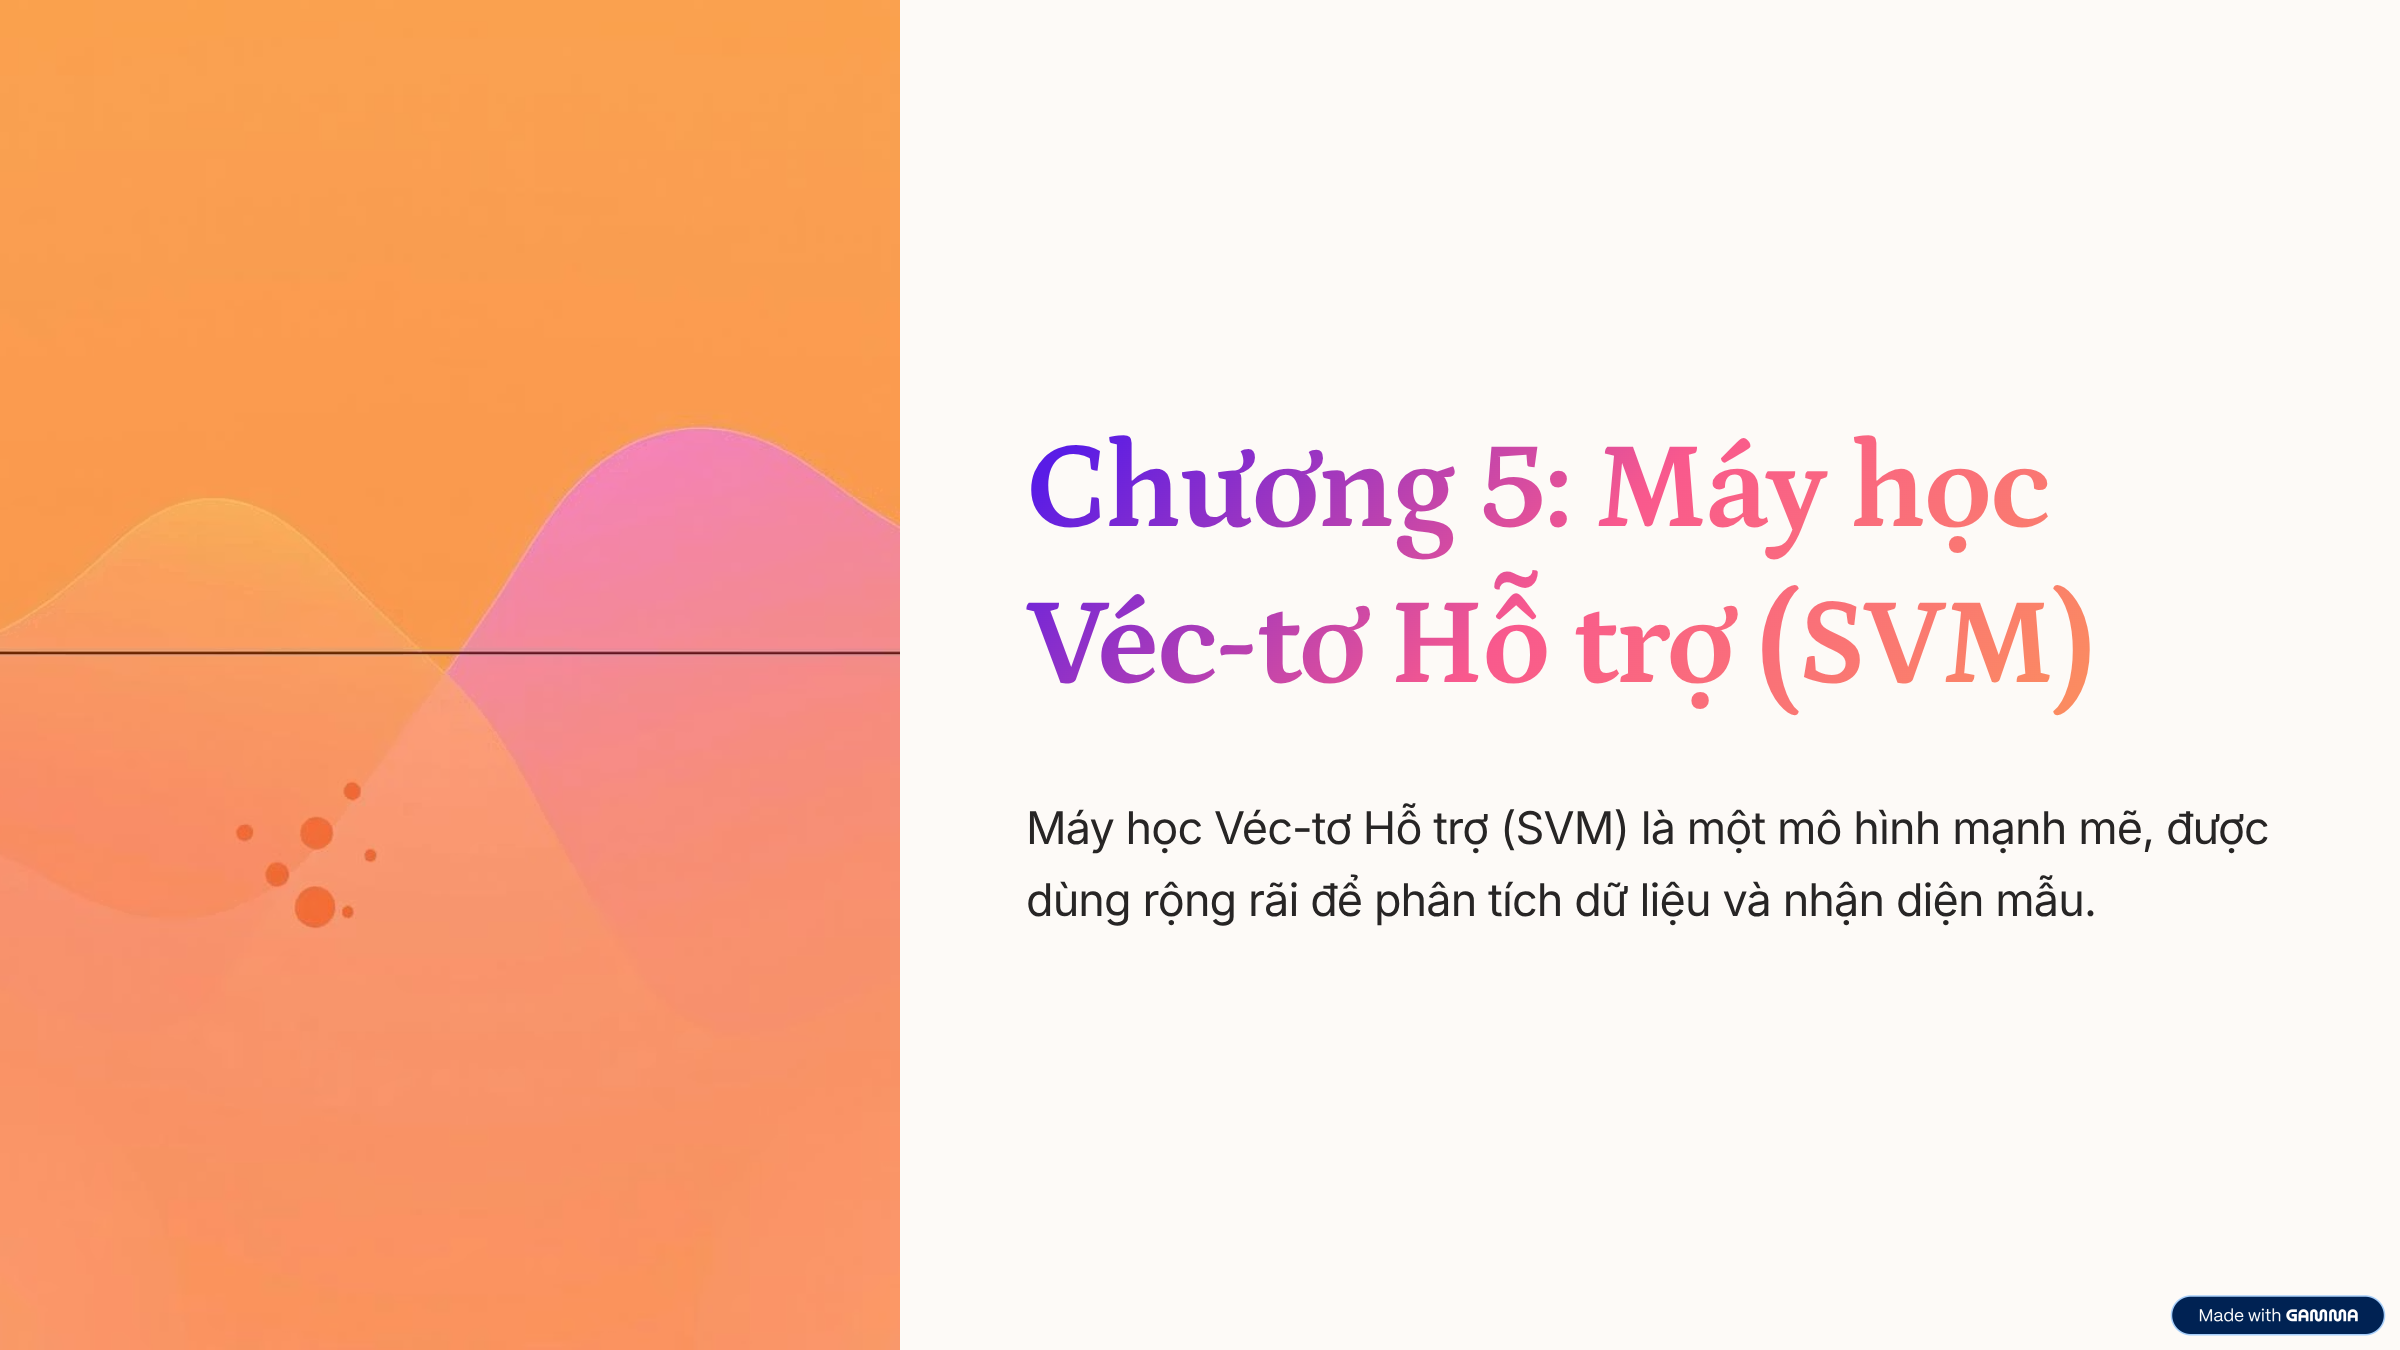 Chương 5: Máy học
Véc-tơ Hỗ trợ (SVM)
Máy học Véc-tơ Hỗ trợ (SVM) là một mô hình mạnh mẽ, được
dùng rộng rãi để phân tích dữ liệu và nhận diện mẫu.
Made with GAMMA